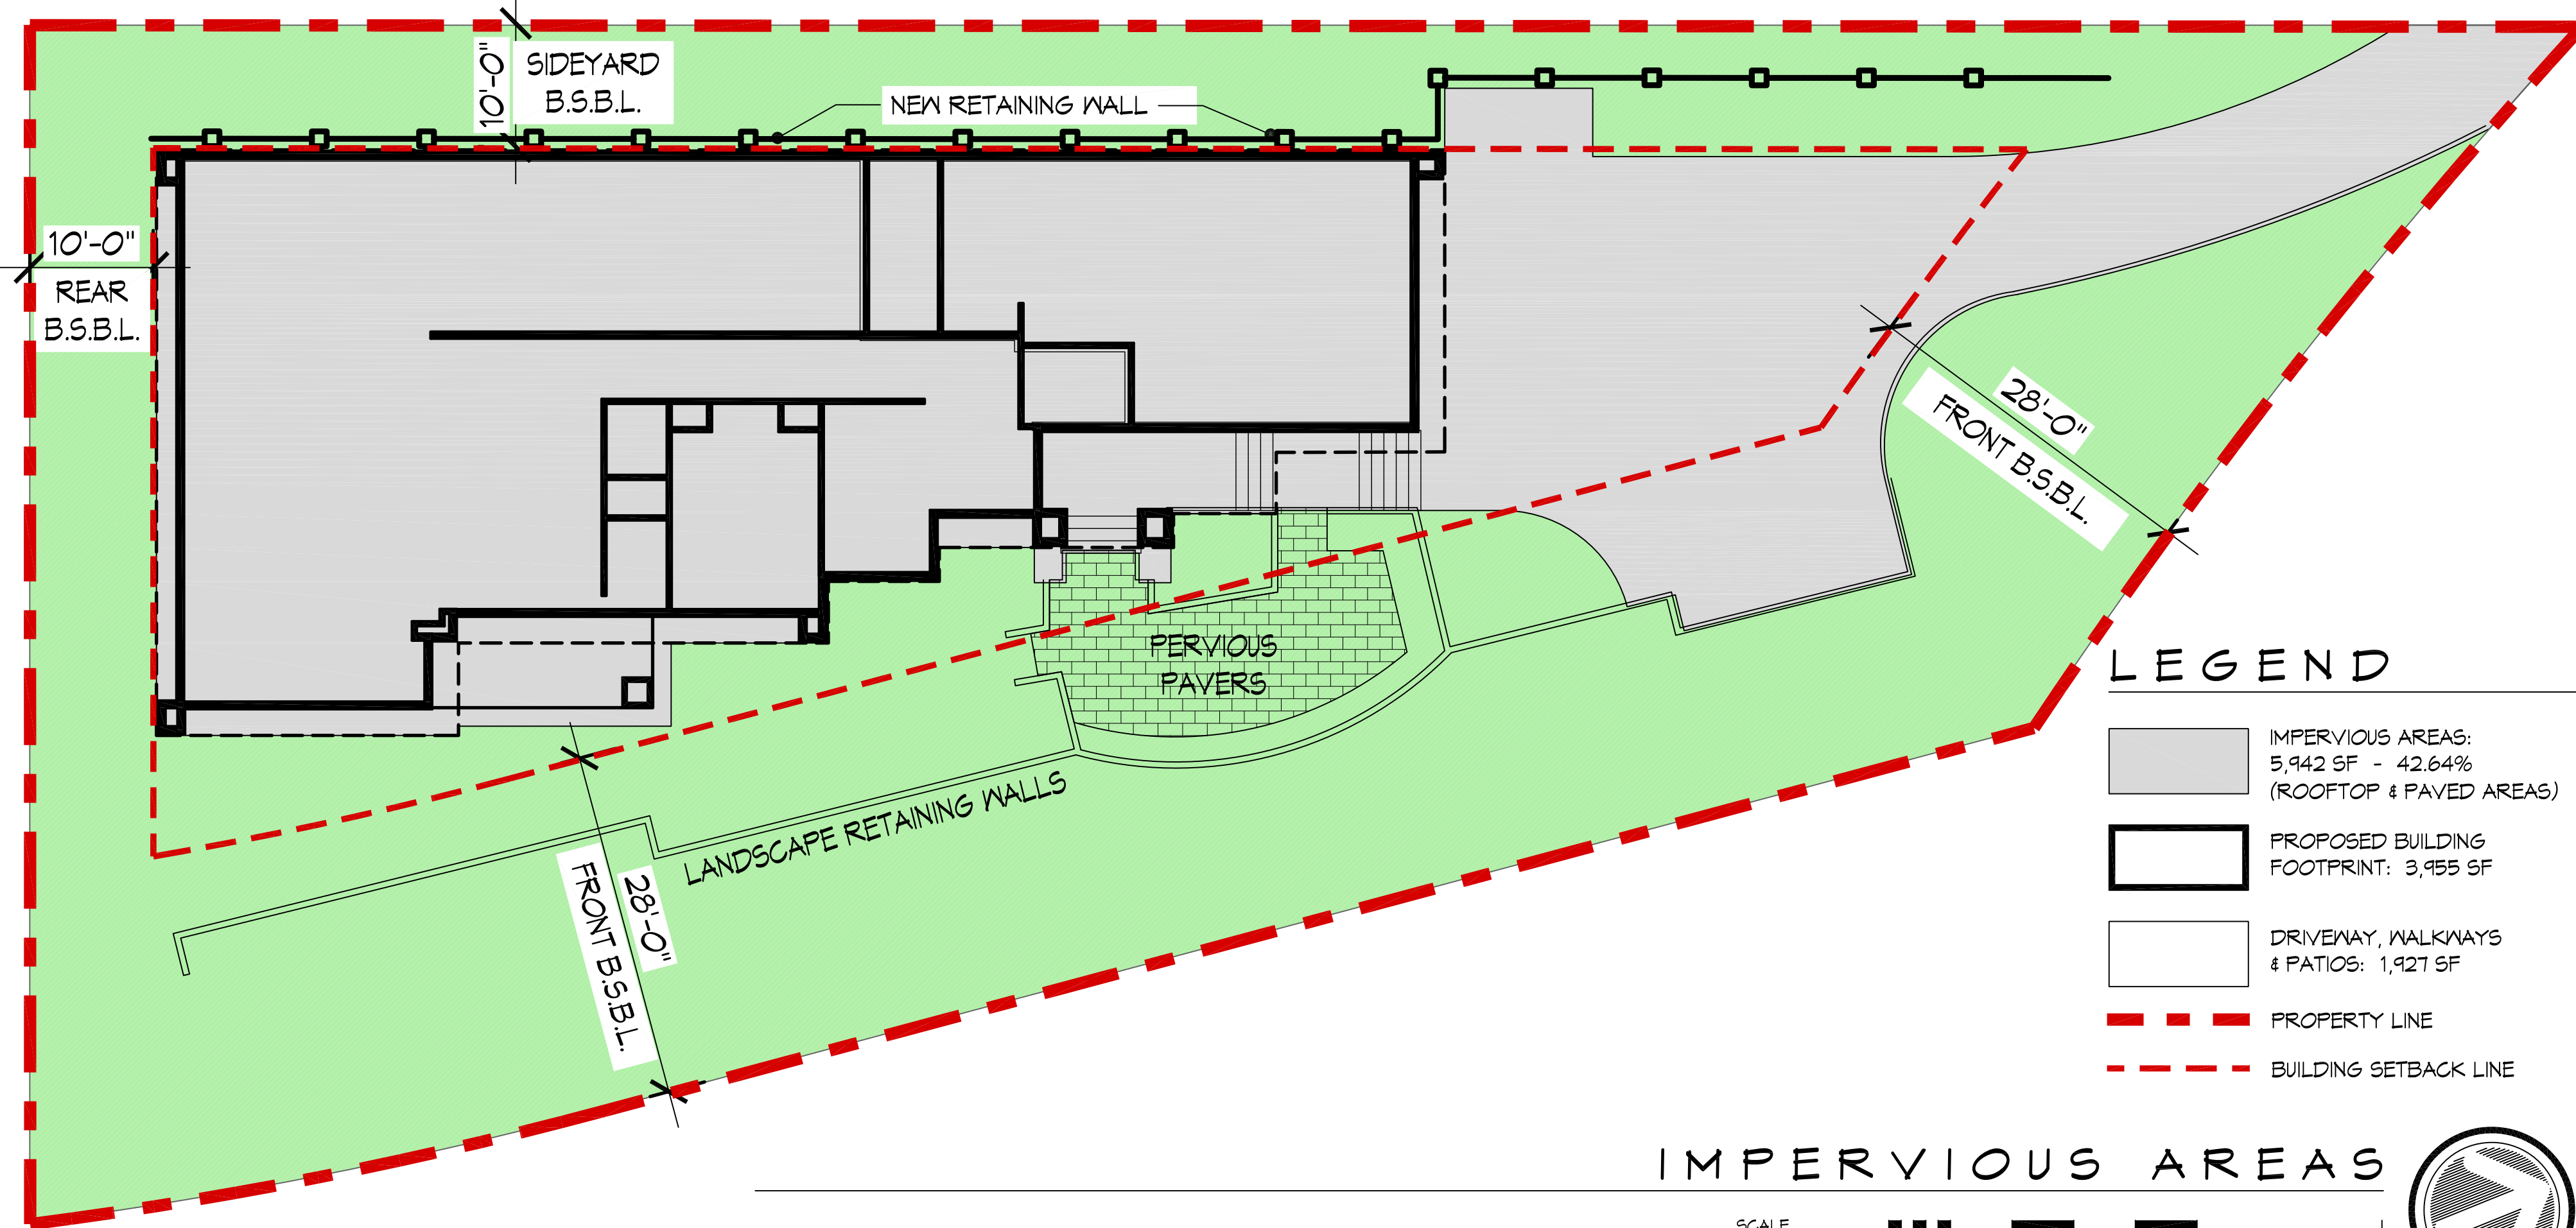 10'-0"
SIDEYARD
B.S.B.L.
NEW RETAINING WALL
10'-0"
REAR
B.S.B.L.
28'-0"
FRONT B.S.B.L.
PERVIOUS
PAVERS
LANDSCAPE RETAINING WALLS
28'-0"
FRONT B.S.B.L.
LEGEND
IMPERVIOUS AREAS:
5,942 SF - 42.64%
(ROOFTOP & PAVED AREAS)
PROPOSED BUILDING
FOOTPRINT: 3,955 SF
DRIVEWAY, WALKWAYS
& PATIOS: 1,927 SF
PROPERTY LINE
BUILDING SETBACK LINE
IMPERVIOUS AREAS
SCALE